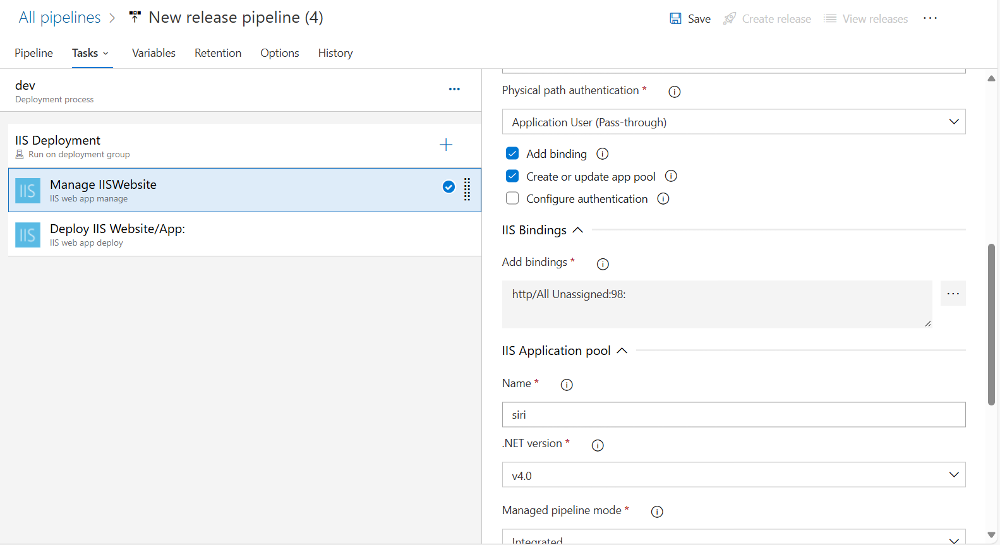 All pipelines > New release pipeline (4)
Save Create release View releases ...
Pipeline Tasks Variables Retention Options History
dev
Deployment process
...
IIS Deployment
Run on deployment group
IIS
Manage IISWebsite
IIS web app manage
IIS
Deploy IIS Website/App:
IIS web app deploy
Physical path authentication *
Application User (Pass-through)
Add binding
Create or update app pool
Configure authentication
IIS Bindings
Add bindings *
http/All Unassigned:98:
...
IIS Application pool
Name *
siri
.NET version *
v4.0
Managed pipeline mode *
Integrated